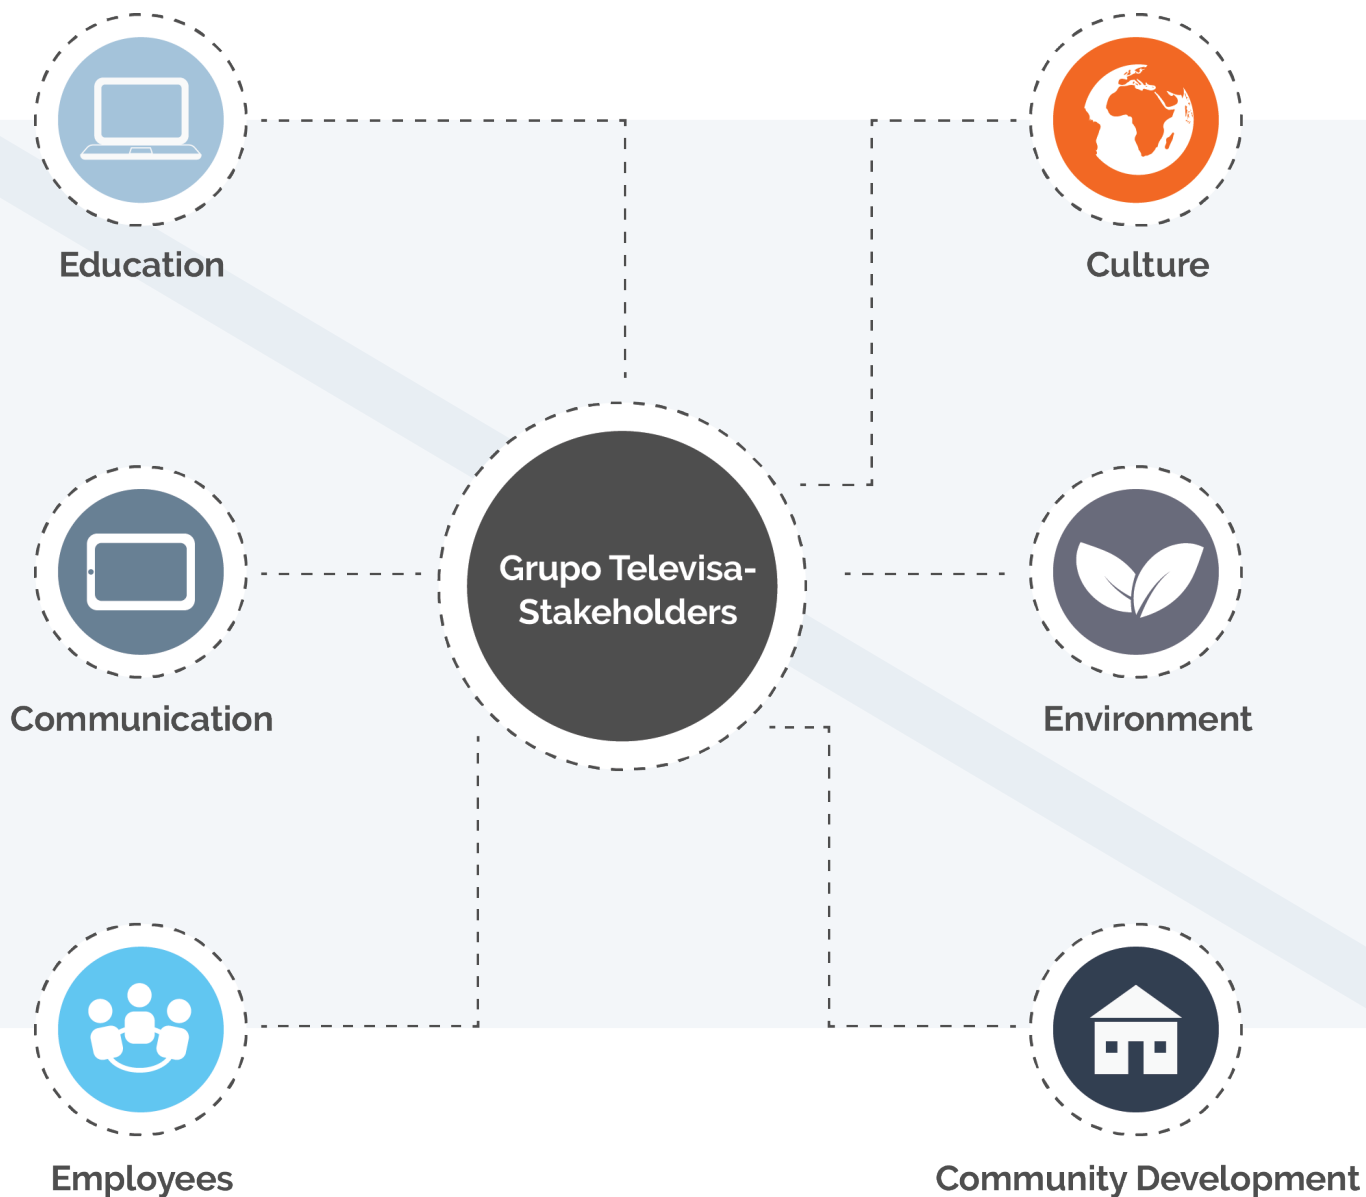 Education
Culture
Grupo Televisa-
Stakeholders
Communication
Environment
Employees
Community Development